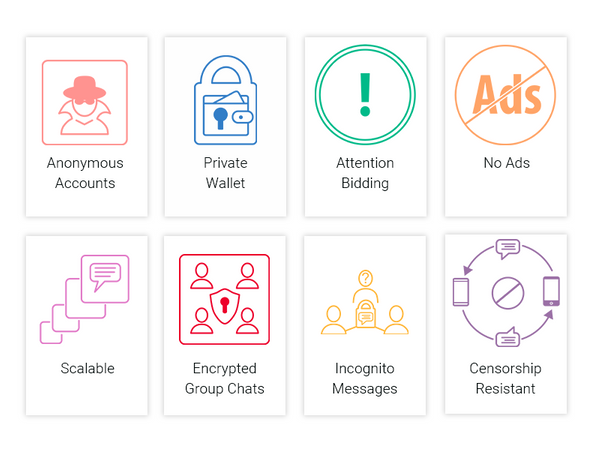 Anonymous
Accounts
Private
Wallet
!
Attention
Bidding
Ads
No Ads
Scalable
Encrypted
Group Chats
?
Incognito
Messages
Censorship
Resistant